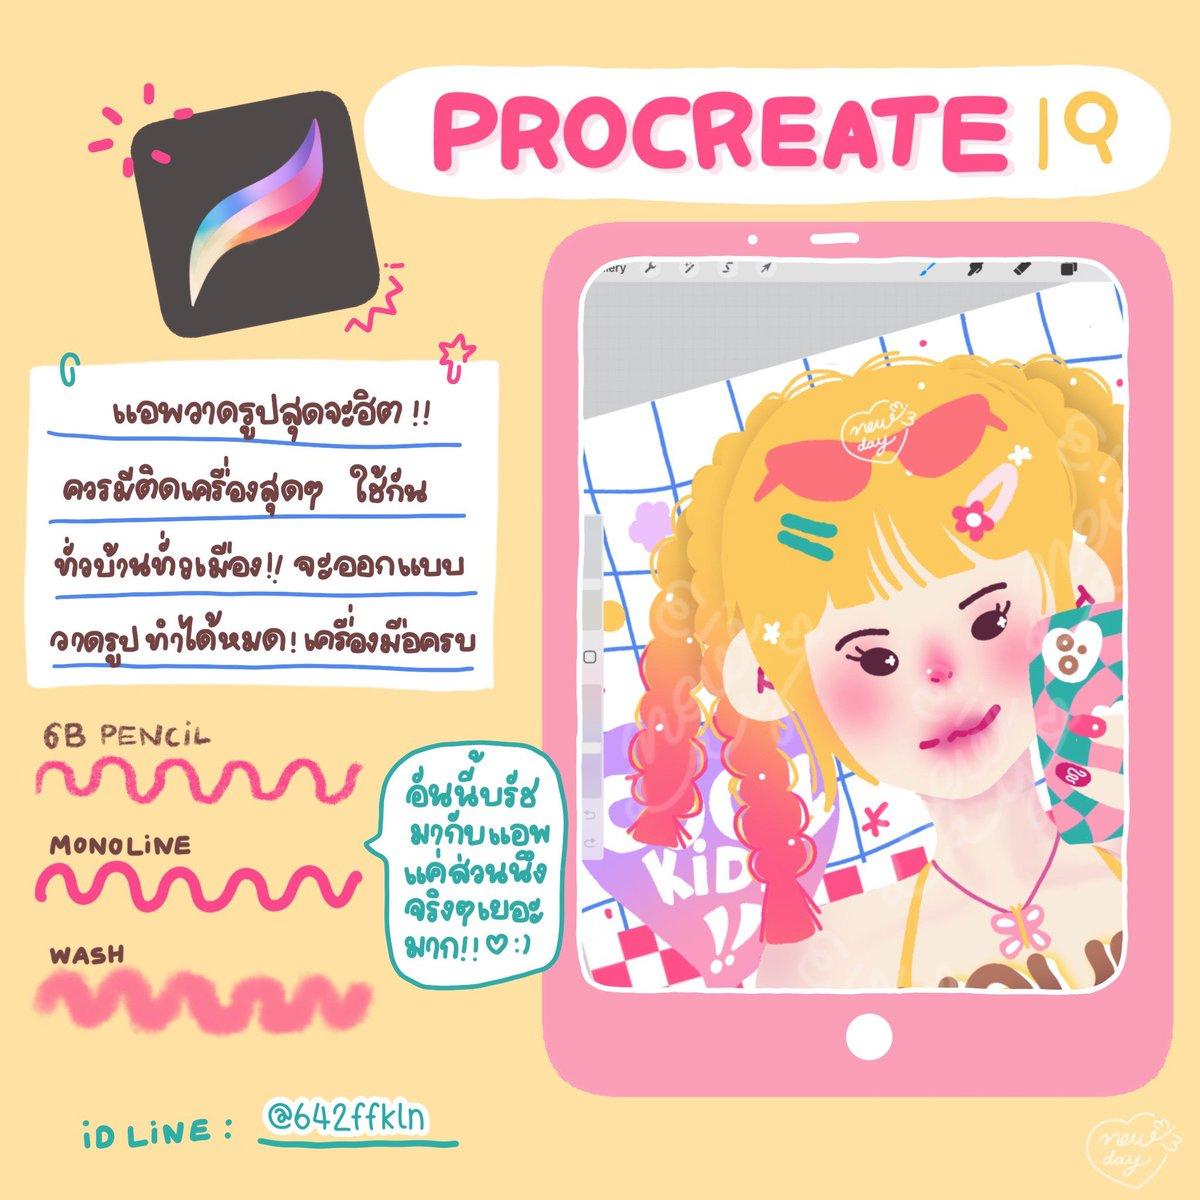 PROCREATE
แอพวาดรูปสุดจะฮิต !!
ควรมีติดเครื่องสุดๆ ใช้กัน
ทั่วบ้านทั่วเมือง!! จะออกแบบ
วาดรูป ทำได้หมด! เครื่องมือครบ
6B PENCIL
MONOLINE
WASH
อันนี้บรัช
มากับแอพ
แค่ส่วนนึง
จริงๆเยอะ
มาก!! ♡ :)
iD LiNE : @642ffkln
new
day
KiD
!!
new
day